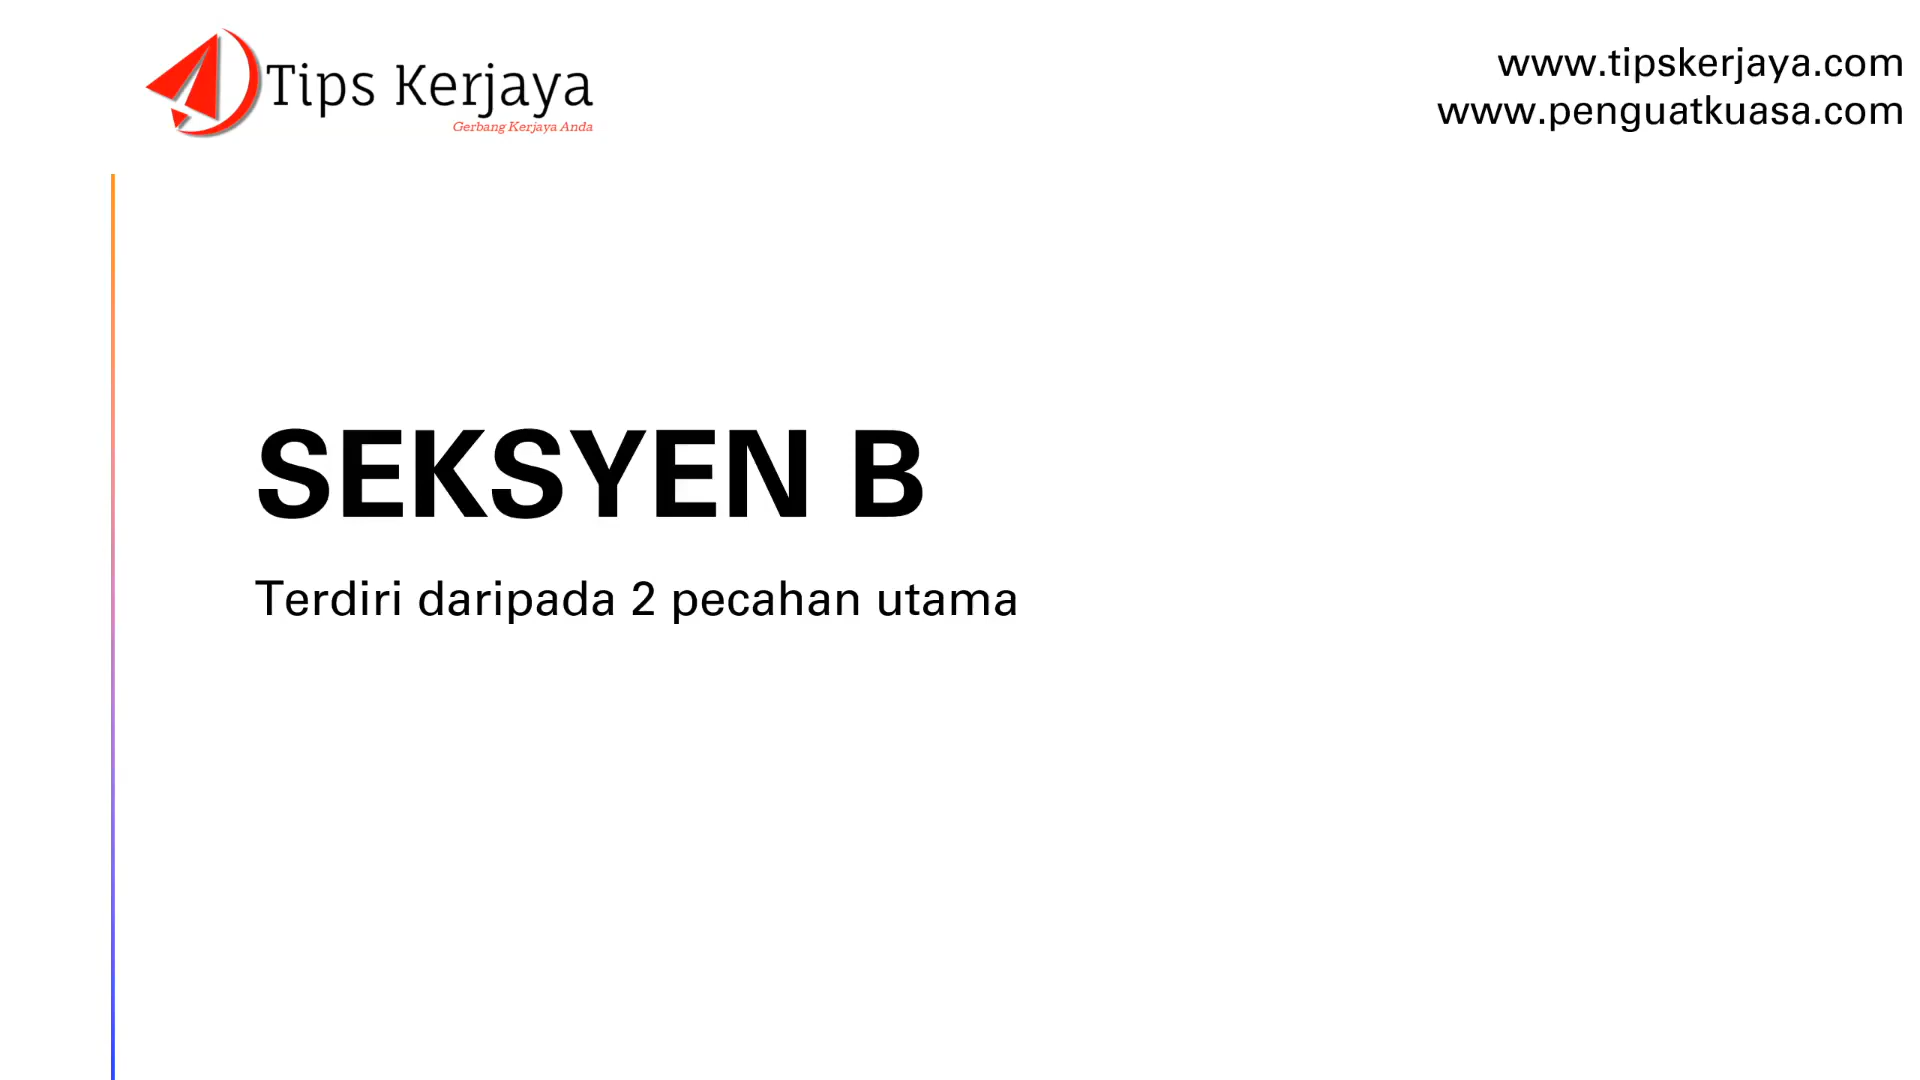 Tips Kerjaya
Gerbang Kerjaya Anda
www.tipskerjaya.com
www.penguatkuasa.com
SEKSYEN B
Terdiri daripada 2 pecahan utama